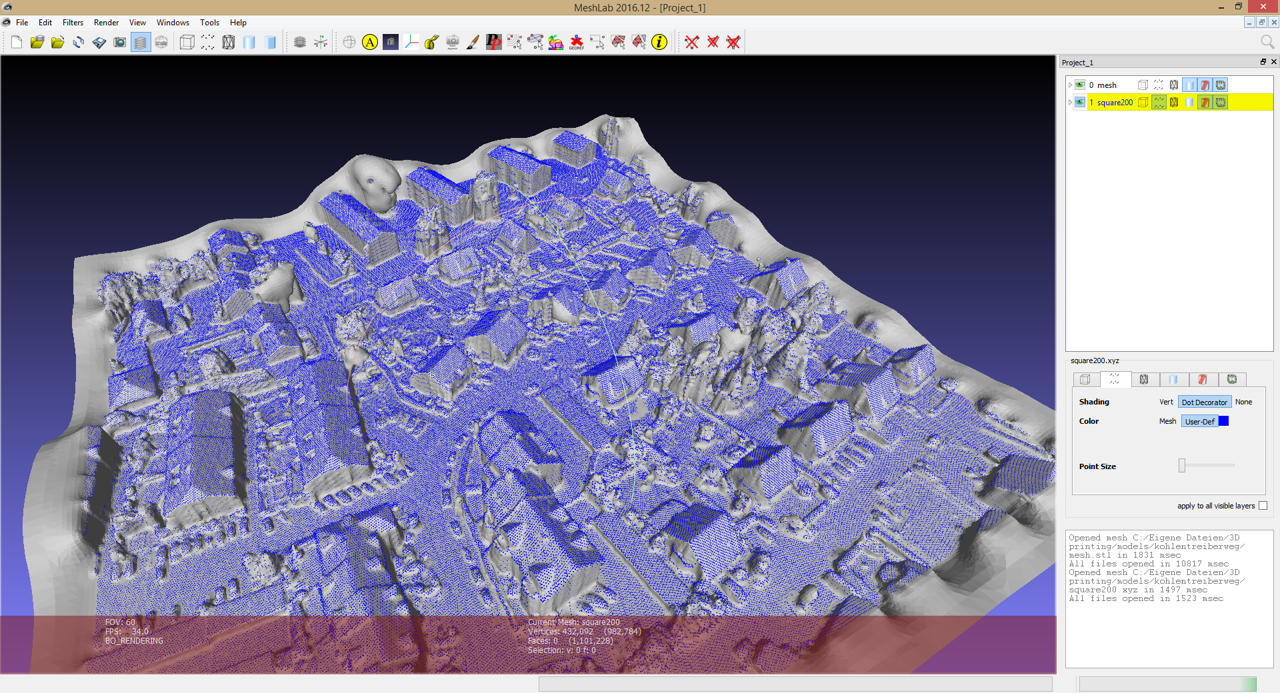 MeshLab 2016.12 - [Project_1]
File Edit Filters Render View Windows Tools Help
Project_1
0 mesh
1 square200
square200.xyz
Shading Vert Dot Decorator None
Color Mesh User-Def
Point Size
apply to all visible layers
Opened mesh C:/Eigene Dateien/3D
printing/models/kohlentreiberweg/
mesh.stl in 1831 msec
All files opened in 10817 msec
Opened mesh C:/Eigene Dateien/3D
printing/models/kohlentreiberweg/
square200.xyz in 1497 msec
All files opened in 1523 msec
FOV: 60
FPS: 34.0
BO_RENDERING
Current Mesh: square200
Vertices: 432,092 (982,784)
Faces: 0 (1,101,228)
Selection: v: 0 f: 0